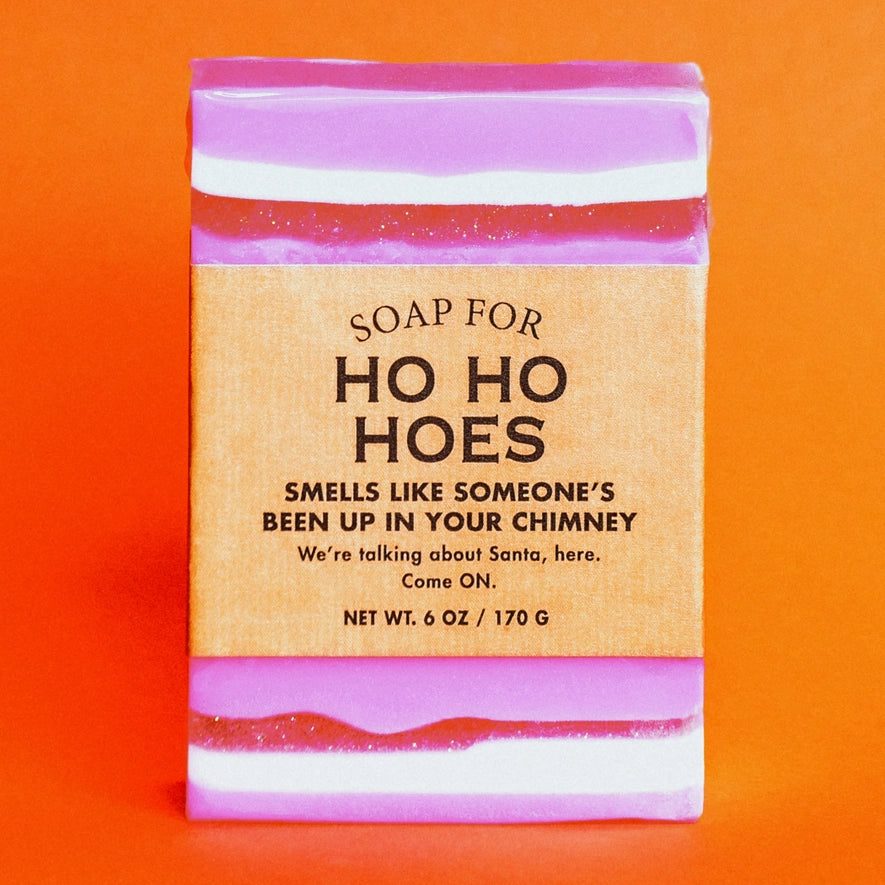 SOAP FOR
HO HO
HOES
SMELLS LIKE SOMEONE'S
BEEN UP IN YOUR CHIMNEY
We're talking about Santa, here.
Come ON.
NET WT. 6 OZ / 170 G